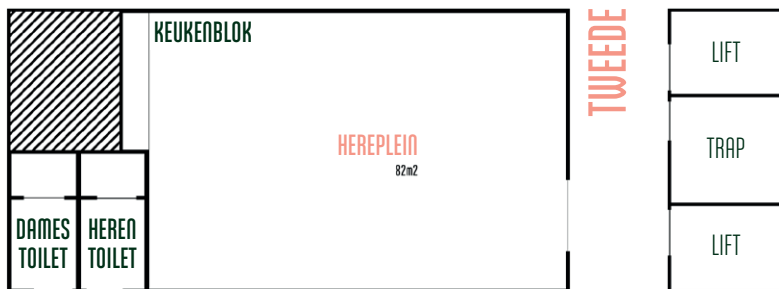 KEUKENBLOK
TWEEDE
LIFT
HEREPLEIN
82m2
TRAP
DAMES
TOILET
HEREN
TOILET
LIFT